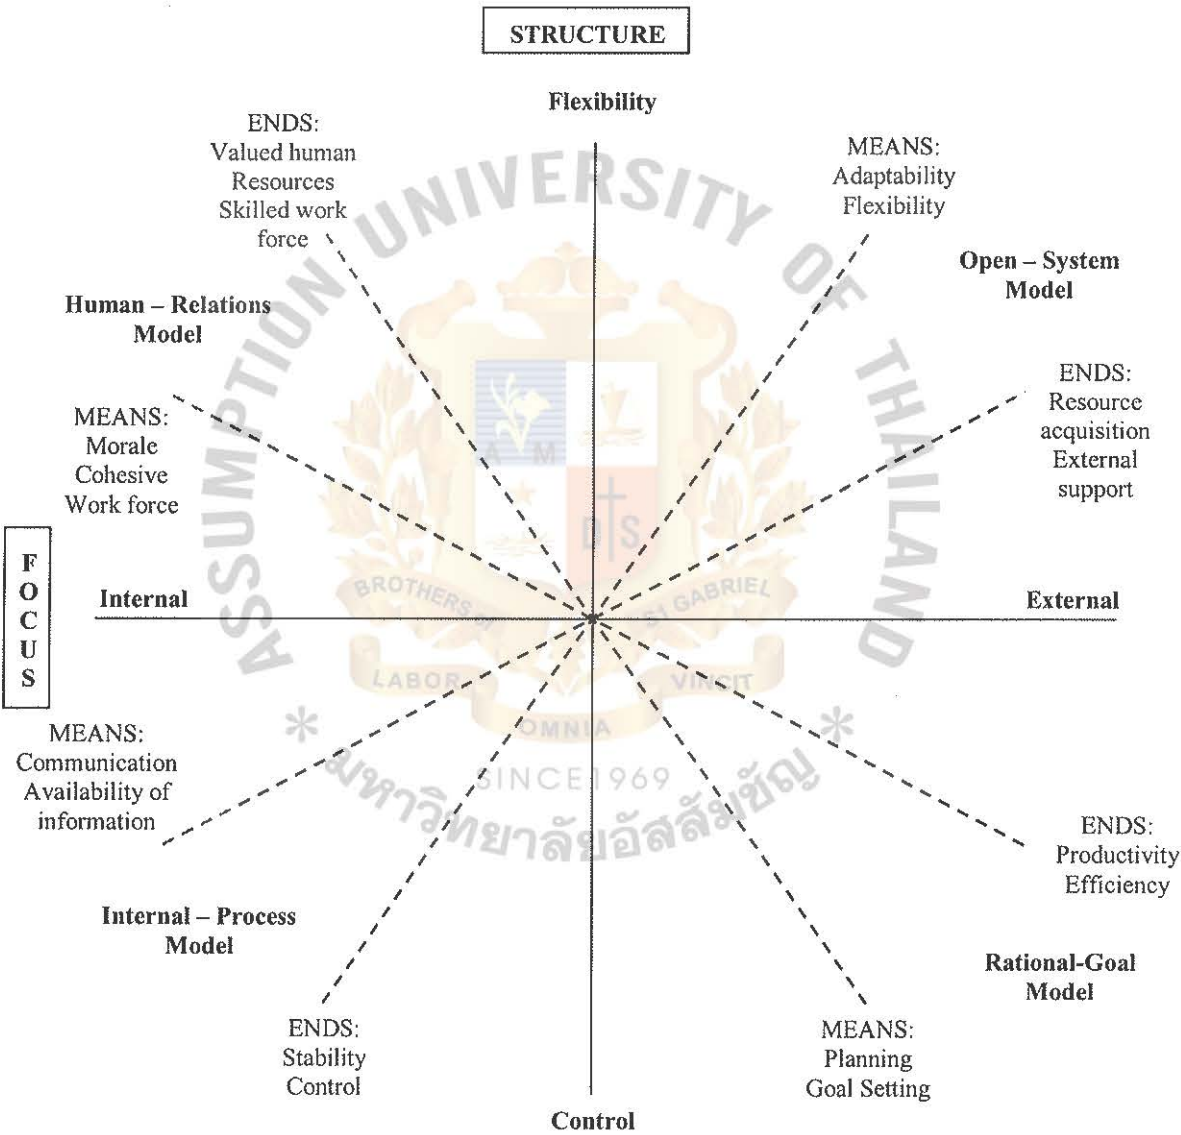 STRUCTURE
Flexibility
ENDS:
Valued human
Resources
Skilled work
force
MEANS:
Adaptability
Flexibility
Open – System
Model
Human – Relations
Model
ENDS:
Resource
acquisition
External
support
MEANS:
Morale
Cohesive
Work force
FOCUS
Internal
External
MEANS:
Communication
Availability of
information
ENDS:
Productivity
Efficiency
Internal – Process
Model
Rational-Goal
Model
ENDS:
Stability
Control
MEANS:
Planning
Goal Setting
Control
ASSUMPTION UNIVERSITY OF THAILAND
A M
D S
BROTHERS of ST GABRIEL
LABOR
VINCIT
OMNIA
SINCE 1969
มหาวิทยาลัยอัสสัมชัญ